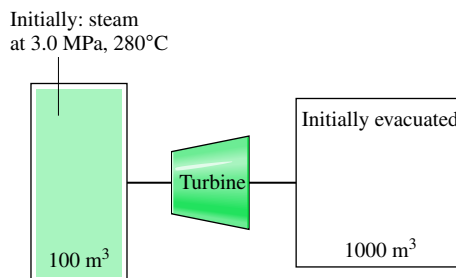 Initially: steam
at 3.0 MPa, 280°C
Initially evacuated
Turbine
100 m³
1000 m³